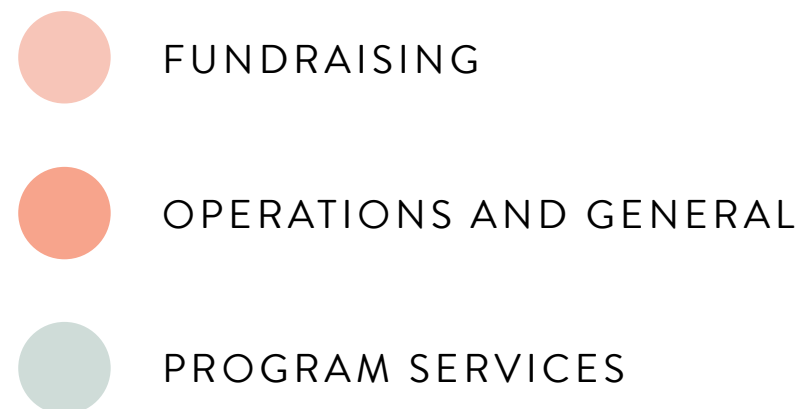 FUNDRAISING
OPERATIONS AND GENERAL
PROGRAM SERVICES